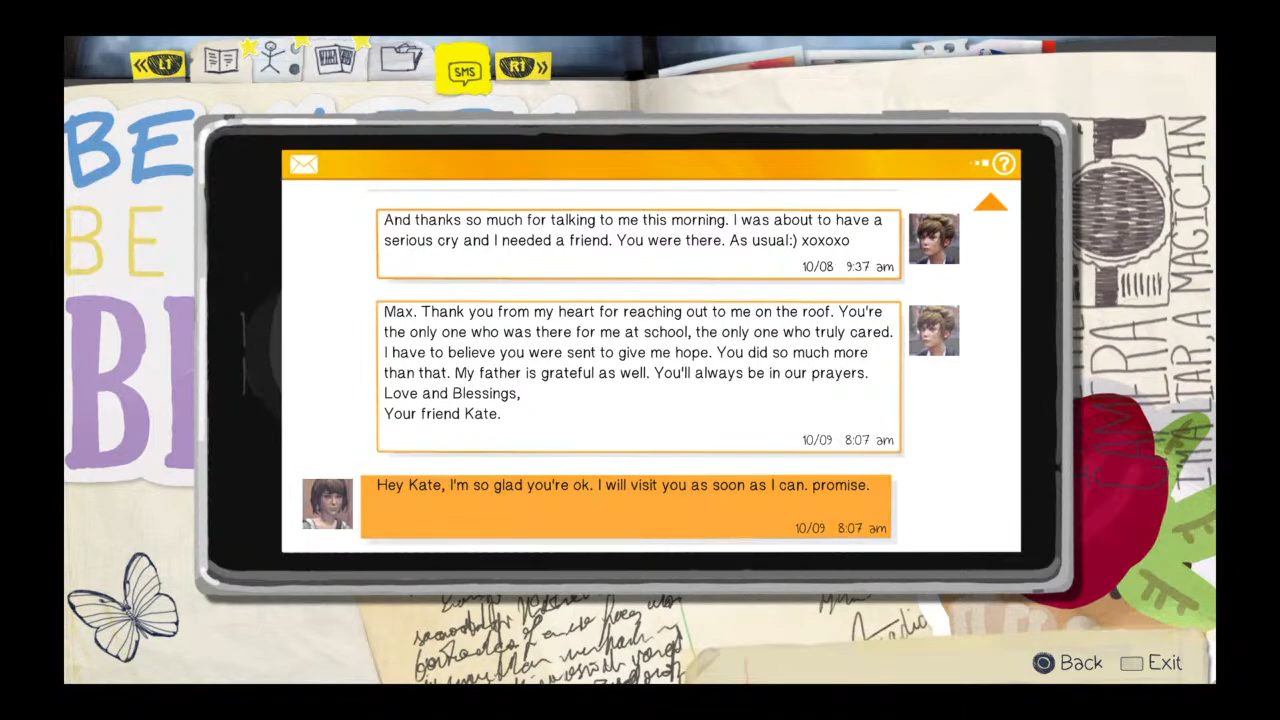 LT
SMS
R1
BE
BE
And thanks so much for talking to me this morning. I was about to have a
serious cry and I needed a friend. You were there. As usual:) xoxoxo
10/08 9:37 am
Max. Thank you from my heart for reaching out to me on the roof. You're
the only one who was there for me at school, the only one who truly cared.
I have to believe you were sent to give me hope. You did so much more
than that. My father is grateful as well. You'll always be in our prayers.
Love and Blessings,
Your friend Kate.
10/09 8:07 am
Hey Kate, I'm so glad you're ok. I will visit you as soon as I can. promise.
10/09 8:07 am
CAMERA
LIAR, A MAGICIAN
Back
Exit